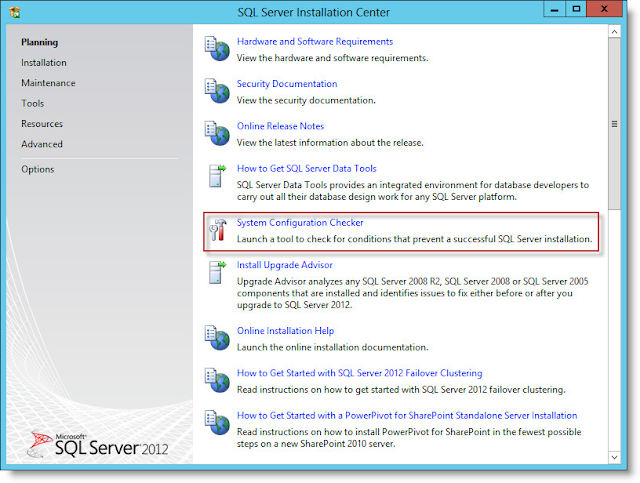 SQL Server Installation Center
Planning
Installation
Maintenance
Tools
Resources
Advanced
Options
Hardware and Software Requirements
View the hardware and software requirements.
Security Documentation
View the security documentation.
Online Release Notes
View the latest information about the release.
How to Get SQL Server Data Tools
SQL Server Data Tools provides an integrated environment for database developers to
carry out all their database design work for any SQL Server platform.
System Configuration Checker
Launch a tool to check for conditions that prevent a successful SQL Server installation.
Install Upgrade Advisor
Upgrade Advisor analyzes any SQL Server 2008 R2, SQL Server 2008 or SQL Server 2005
components that are installed and identifies issues to fix either before or after you
upgrade to SQL Server 2012.
Online Installation Help
Launch the online installation documentation.
How to Get Started with SQL Server 2012 Failover Clustering
Read instructions on how to get started with SQL Server 2012 failover clustering.
How to Get Started with a PowerPivot for SharePoint Standalone Server Installation
Read instructions on how to install PowerPivot for SharePoint in the fewest possible
steps on a new SharePoint 2010 server.
Microsoft®
SQL Server 2012